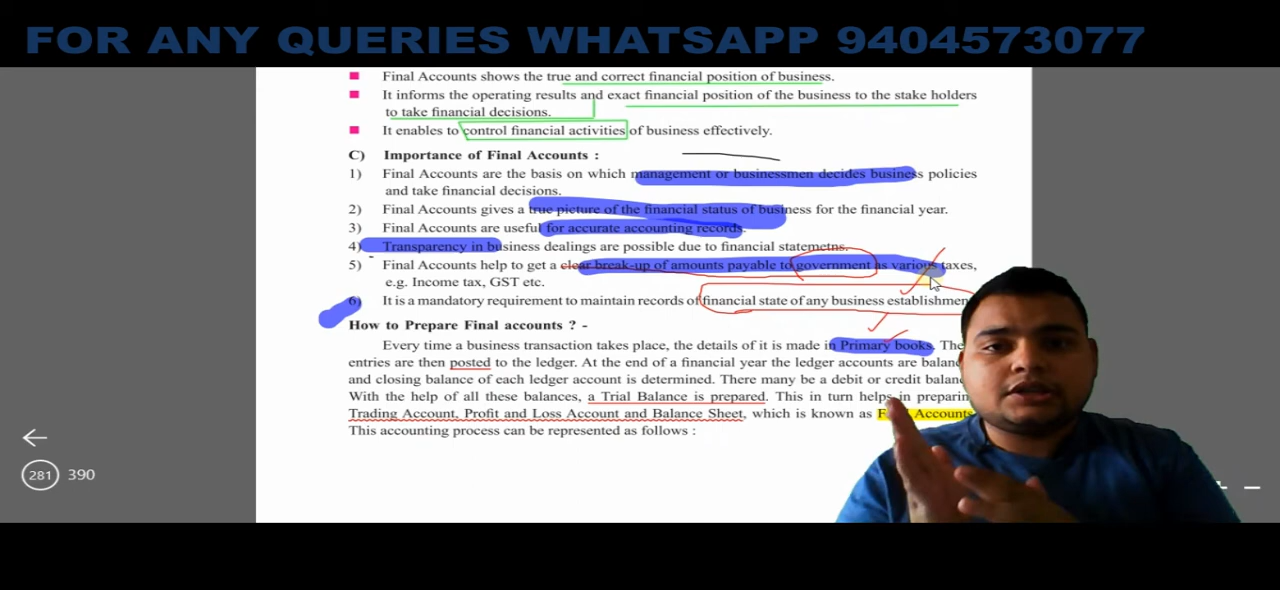 FOR ANY QUERIES WHATSAPP 9404573077
Final Accounts shows the true and correct financial position of business.
It informs the operating results and exact financial position of the business to the stake holders
to take financial decisions.
It enables to control financial activities of business effectively.
C) Importance of Final Accounts :
1) Final Accounts are the basis on which management or businessmen decides business policies
and take financial decisions.
2) Final Accounts gives a true picture of the financial status of business for the financial year.
3) Final Accounts are useful for accurate accounting records.
4) Transparency in business dealings are possible due to financial statemetns.
5) Final Accounts help to get a clear break-up of amounts payable to government as various taxes,
e.g. Income tax, GST etc.
6) It is a mandatory requirement to maintain records of financial state of any business establishmen
How to Prepare Final accounts ? -
Every time a business transaction takes place, the details of it is made in Primary books. The
entries are then posted to the ledger. At the end of a financial year the ledger accounts are balanc
and closing balance of each ledger account is determined. There many be a debit or credit balanc
With the help of all these balances, a Trial Balance is prepared. This in turn helps in preparin
Trading Account, Profit and Loss Account and Balance Sheet, which is known as Accounts
This accounting process can be represented as follows :
281 390